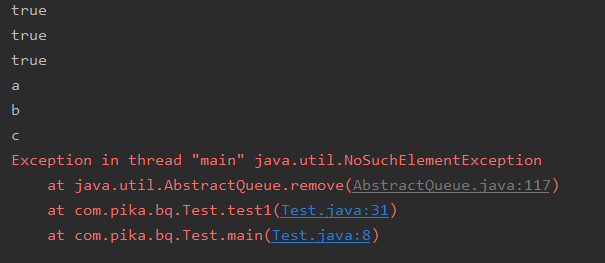 true
true
true
a
b
c
Exception in thread "main" java.util.NoSuchElementException
at java.util.AbstractQueue.remove(AbstractQueue.java:117)
at com.pika.bq.Test.test1(Test.java:31)
at com.pika.bq.Test.main(Test.java:8)